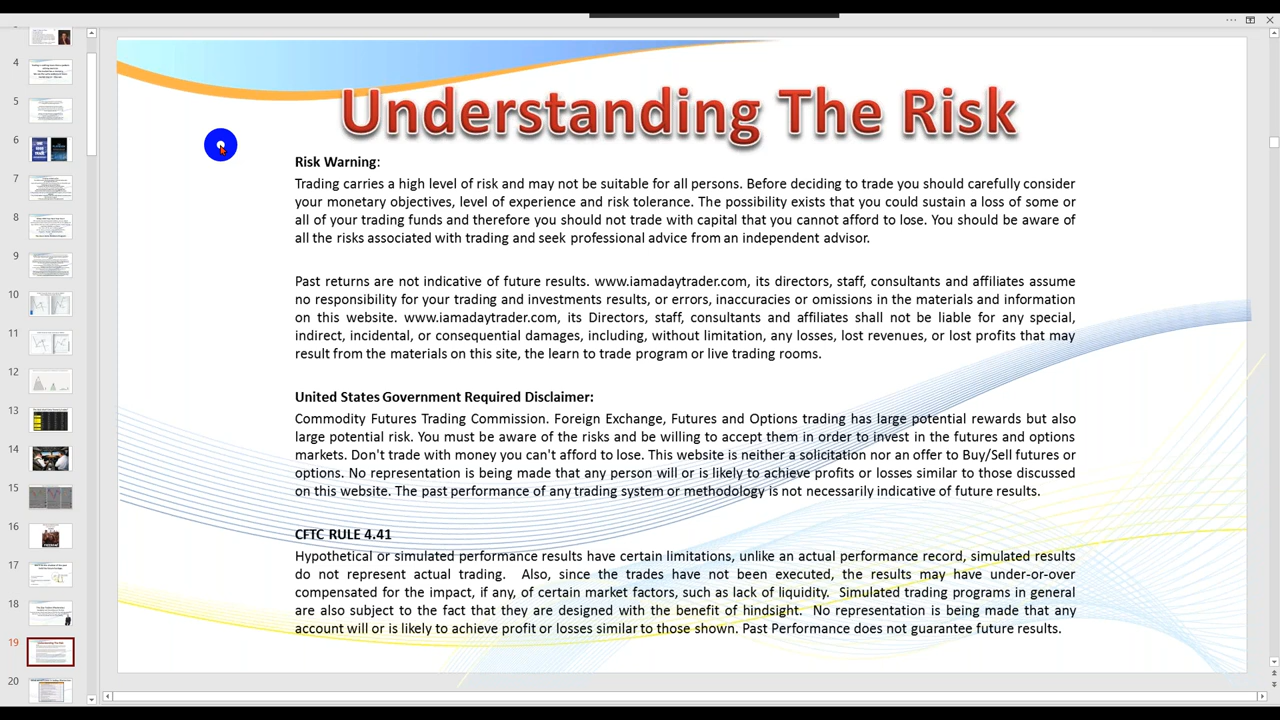 Understanding The Risk
Risk Warning:
Trading carries a high level of risk and may not be suitable for all persons. Before deciding to trade you should carefully consider
your monetary objectives, level of experience and risk tolerance. The possibility exists that you could sustain a loss of some or
all of your trading funds and therefore yoshould not trade with capital that you cannot afford to lose. You should be aware of
all the risks associated with trading and seek professional advice from an independent advisor.
Past returns are not indicative of future results. www.iamadaytrader.com, its directors, staff, consultants and affiliates assume
no responsibility for your trading and investments results, or errors, inaccuracies or omissions in the materials and information
on this website. www.iamadaytrader.com, its Directors, staff, consultants and affiliates shall not be liable for any special,
indirect, incidental, or consequential damages, including, without limitation, any losses, lost revenues, or lost profits that may
result from the materials on this site, the learn to trade program or live trading rooms.
United States Government Required Disclaimer:
Commodity Futures Trading Commission. Foreign Exchange, Futures and Options trading has large potential rewards but also
large potential risk. You must be aware of the risks and be willing to accept them in order to invest in the futures and options
markets. Don't trade with money you can't afford to lose. This website is neither a solicitation nor an offer to Buy/Sell futures or
options. No representation is being made that any person will or is likely to achieve profits or losses similar to those discussed
on this website. The past performance of any trading system or methodology is not necessarily indicative of future results.
CFTC RULE 4.41
Hypothetical or simulated performance results have certain limitations, unlike an actual performance record, simulated results
do not represent actual trading. Also, since the trades have not been executed, the results may have under-or-over
compensated for the impact, if any, of certain market factors, such as lack of liquidity. Simulated trading programs in general
are also subject to the fact that they are designed with the benefit of hindsight. No representation is being made that any
account will or is likely to achieve profit or losses similar to those shown. Past Performance does not guarantee future results.
4
5
6
7
8
10
11
12
13
15
16
17
19
20